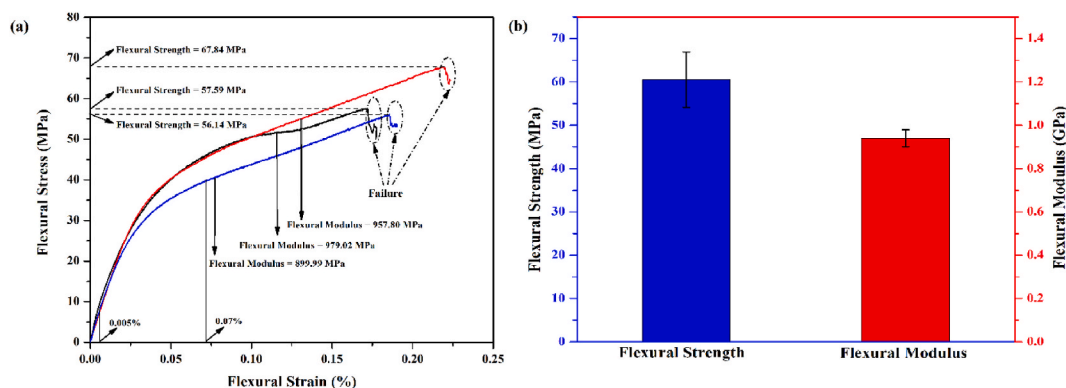 (a)
Flexural Stress (MPa)
80
70
60
50
40
30
20
10
0
Flexural Strength = 67.84 MPa
Flexural Strength = 57.59 MPa
Flexural Strength = 56.14 MPa
Failure
Flexural Modulus = 957.80 MPa
Flexural Modulus = 979.02 MPa
Flexural Modulus = 899.99 MPa
0.005%
0.07%
0.00
0.05
0.10
0.15
0.20
0.25
Flexural Strain (%)
(b)
Flexural Strength (MPa)
70
60
50
40
30
20
10
0
Flexural Strength
Flexural Modulus
1.4
1.2
1.0
0.8
0.6
0.4
0.2
0.0
Flexural Modulus (GPa)